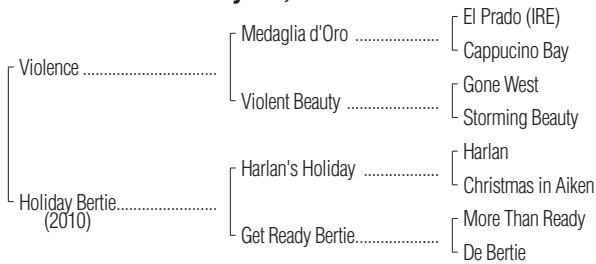 El Prado (IRE)
Medaglia d'Oro ....................
Cappucino Bay
Violence ................................
Gone West
Violent Beauty ......................
Storming Beauty
Harlan
Harlan's Holiday ..................
Christmas in Aiken
Holiday Bertie........................
(2010)
More Than Ready
Get Ready Bertie....................
De Bertie